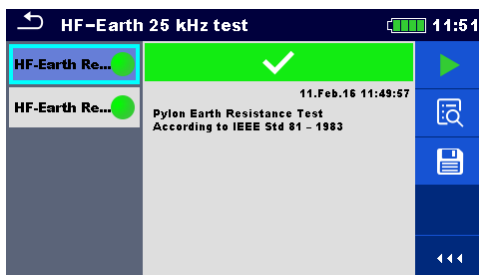 HF-Earth 25 kHz test
11:51
HF-Earth Re...
HF-Earth Re...
11.Feb.16 11:49:57
Pylon Earth Resistance Test
According to IEEE Std 81 - 1983